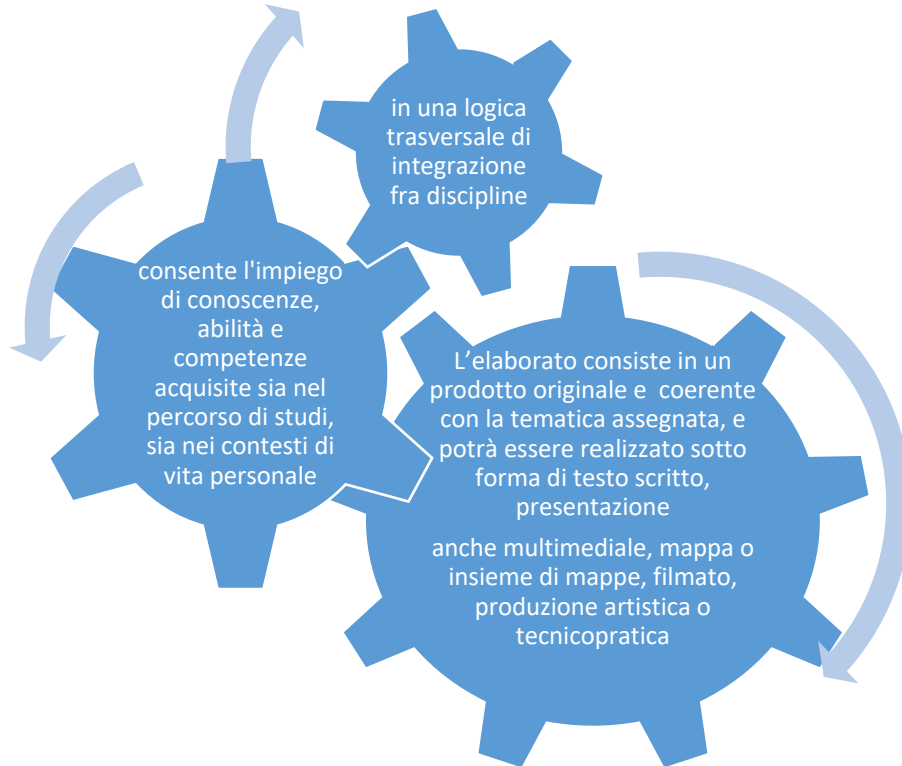 in una logica
trasversale di
integrazione
fra discipline
consente l'impiego
di conoscenze,
abilità e
competenze
acquisite sia nel
percorso di studi,
sia nei contesti di
vita personale
L’elaborato consiste in un
prodotto originale e  coerente
con la tematica assegnata, e
potrà essere realizzato sotto
forma di testo scritto,
presentazione
anche multimediale, mappa o
insieme di mappe, filmato,
produzione artistica o
tecnicopratica